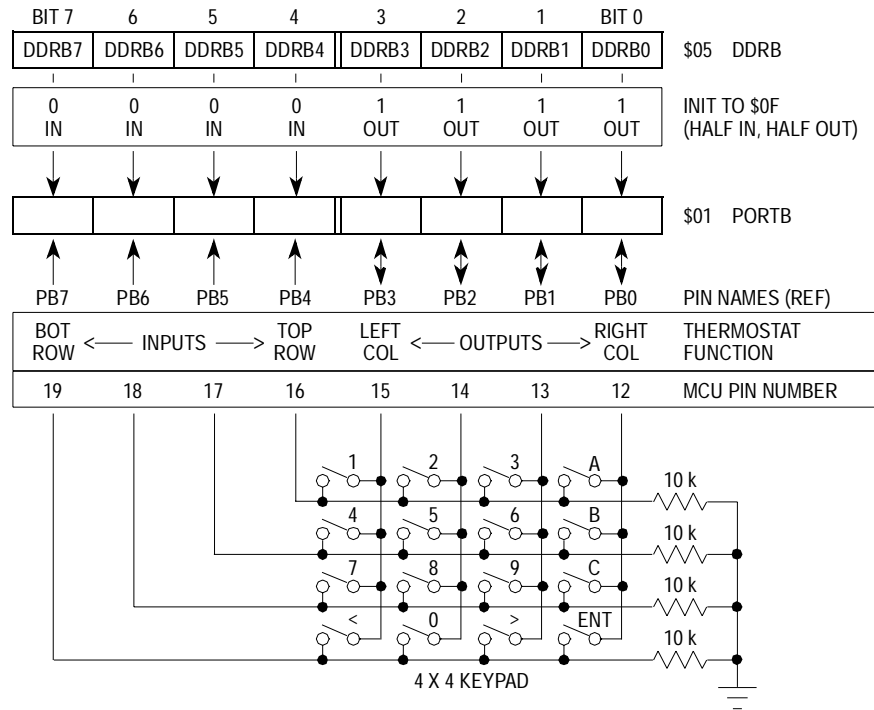 BIT 7 6 5 4 3 2 1 BIT 0
DDRB7 DDRB6 DDRB5 DDRB4 DDRB3 DDRB2 DDRB1 DDRB0 $05 DDRB
0 0 0 0 1 1 1 1 INIT TO $0F
IN IN IN IN OUT OUT OUT OUT (HALF IN, HALF OUT)
$01 PORTB
PB7 PB6 PB5 PB4 PB3 PB2 PB1 PB0 PIN NAMES (REF)
BOT ROW <— INPUTS —> TOP ROW LEFT COL <— OUTPUTS —> RIGHT COL THERMOSTAT FUNCTION
19 18 17 16 15 14 13 12 MCU PIN NUMBER
1 2 3 A
10 k
4 5 6 B
10 k
7 8 9 C
10 k
< 0 > ENT
10 k
4 X 4 KEYPAD